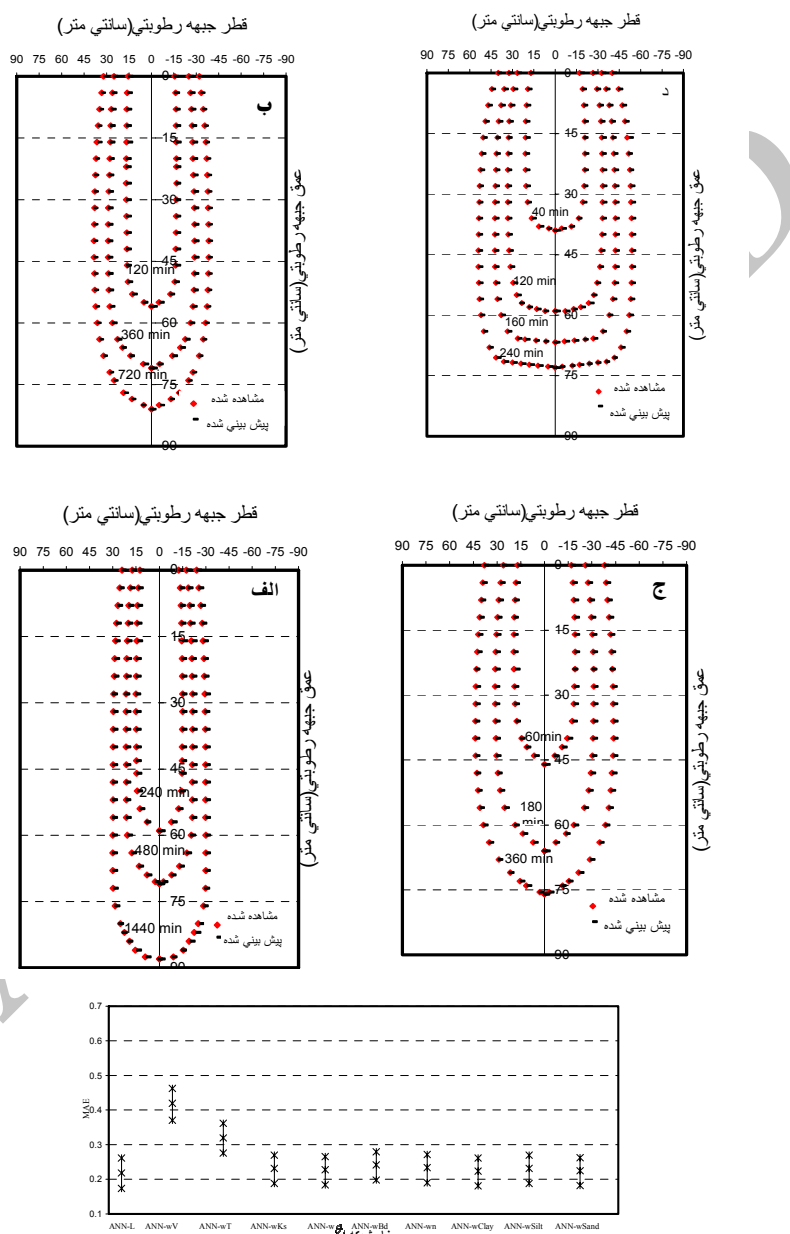 قطر جبهه رطوبتي(سانتي متر)
90 75 60 45 30 15 0 -15 -30 -45 -60 -75 -90
ب
عمق جبهه رطوبتي(سانتي متر)
0
15
30
45
60
75
90
120 min
360 min
720 min
مشاهده شده
پيش بيني شده
قطر جبهه رطوبتي(سانتي متر)
90 75 60 45 30 15 0 -15 -30 -45 -60 -75 -90
د
عمق جبهه رطوبتي(سانتي متر)
0
15
30
45
60
75
90
40 min
120 min
160 min
240 min
مشاهده شده
پيش بيني شده
قطر جبهه رطوبتي(سانتي متر)
90 75 60 45 30 15 0 -15 -30 -45 -60 -75 -90
الف
عمق جبهه رطوبتي(سانتي متر)
0
15
30
45
60
75
90
240 min
480 min
1440 min
مشاهده شده
پيش بيني شده
قطر جبهه رطوبتي(سانتي متر)
90 75 60 45 30 15 0 -15 -30 -45 -60 -75 -90
ج
عمق جبهه رطوبتي(سانتي متر)
0
15
30
45
60
75
90
60min
180
min
360 min
مشاهده شده
پيش بيني شده
MAE
0.7
0.6
0.5
0.4
0.3
0.2
0.1
ANN-L ANN-wV ANN-wT ANN-wKs ANN-w ANN-wBd ANN-wn ANN-wClay ANN-wSilt ANN-wSand